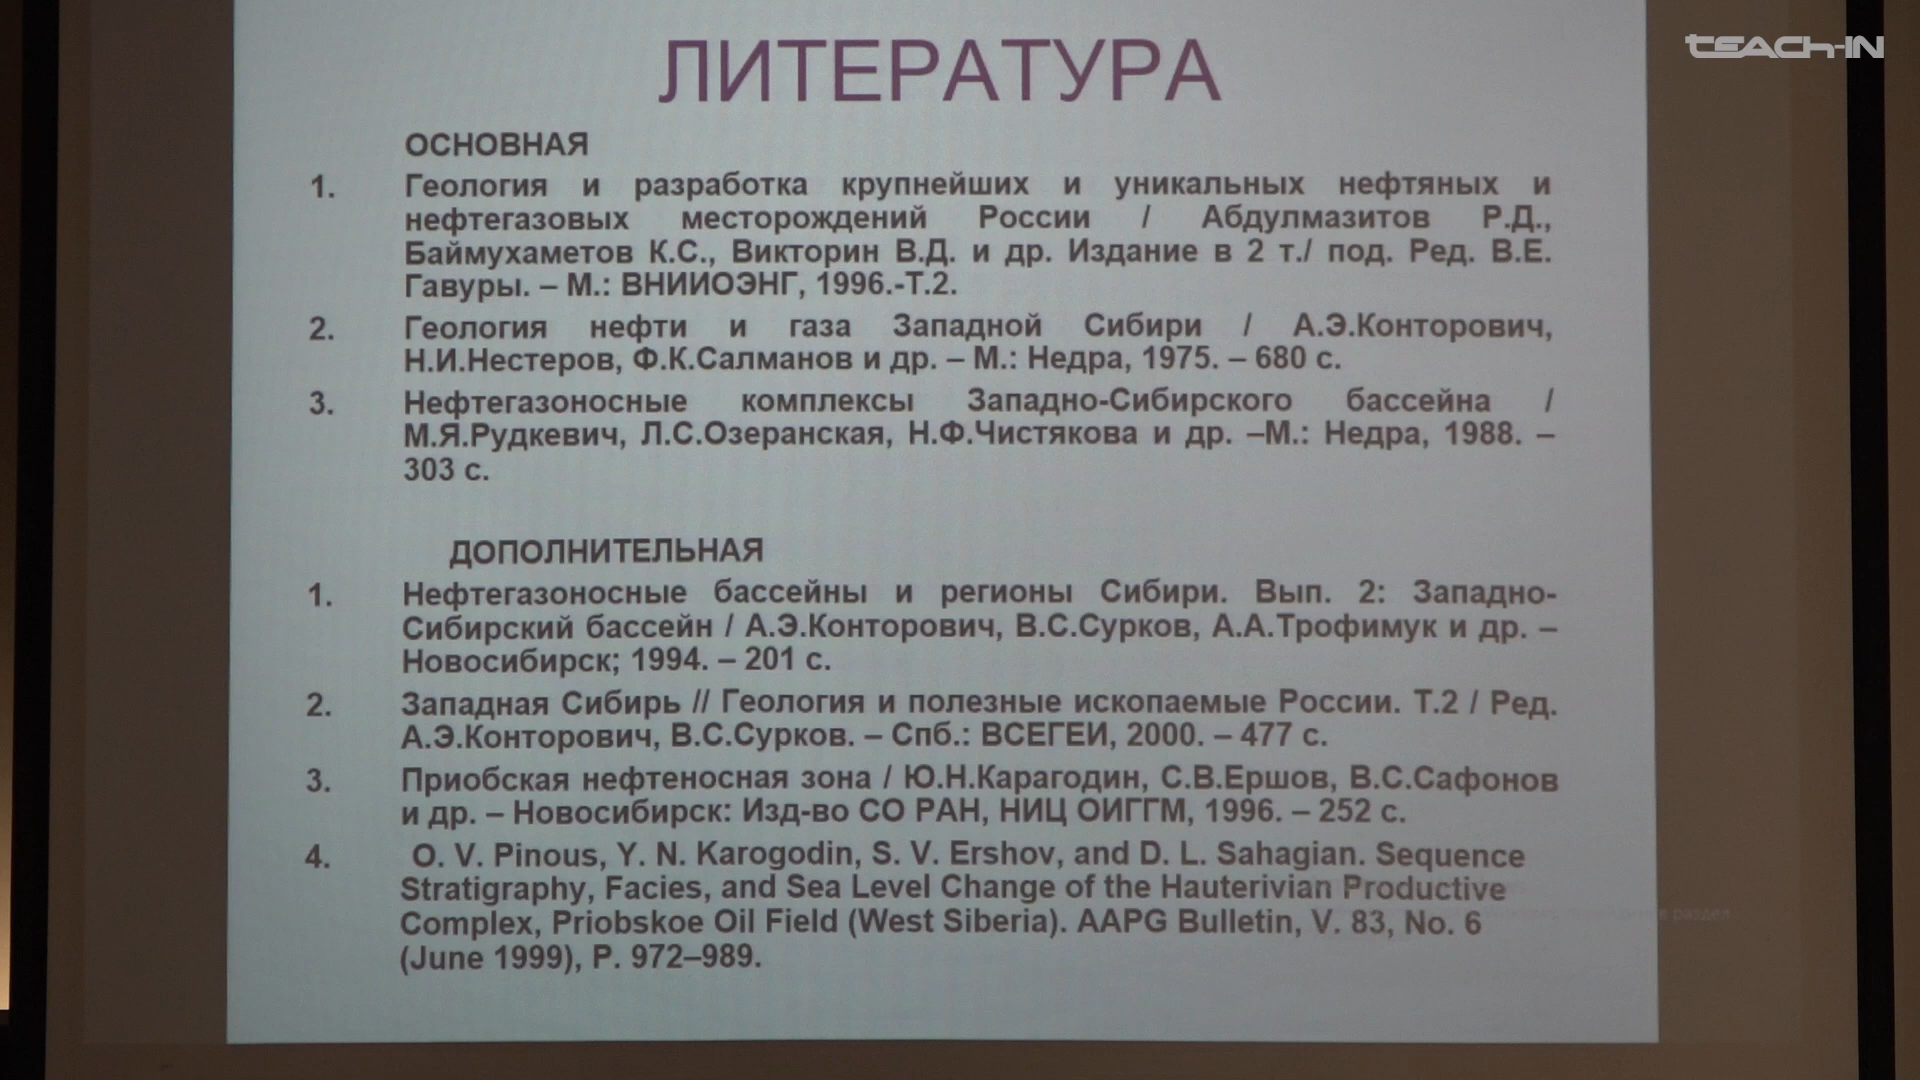 TEACH-IN
ЛИТЕРАТУРА
ОСНОВНАЯ
1. Геология и разработка крупнейших и уникальных нефтяных и
нефтегазовых месторождений России / Абдулмазитов Р.Д.,
Баймухаметов К.С., Викторин В.Д. и др. Издание в 2 т./ под. Ред. В.Е.
Гавуры. – М.: ВНИИОЭНГ, 1996.-Т.2.
2. Геология нефти и газа Западной Сибири / А.Э.Конторович,
Н.И.Нестеров, Ф.К.Салманов и др. – М.: Недра, 1975. – 680 с.
3. Нефтегазоносные комплексы Западно-Сибирского бассейна /
М.Я.Рудкевич, Л.С.Озеранская, Н.Ф.Чистякова и др. –М.: Недра, 1988. –
303 с.
ДОПОЛНИТЕЛЬНАЯ
1. Нефтегазоносные бассейны и регионы Сибири. Вып. 2: Западно-
Сибирский бассейн / А.Э.Конторович, В.С.Сурков, А.А.Трофимук и др. –
Новосибирск; 1994. – 201 с.
2. Западная Сибирь // Геология и полезные ископаемые России. Т.2 / Ред.
А.Э.Конторович, В.С.Сурков. – Спб.: ВСЕГЕИ, 2000. – 477 с.
3. Приобская нефтеносная зона / Ю.Н.Карагодин, С.В.Ершов, В.С.Сафонов
и др. – Новосибирск: Изд-во СО РАН, НИЦ ОИГГМ, 1996. – 252 с.
4. O. V. Pinous, Y. N. Karogodin, S. V. Ershov, and D. L. Sahagian. Sequence
Stratigraphy, Facies, and Sea Level Change of the Hauterivian Productive
Complex, Priobskoe Oil Field (West Siberia). AAPG Bulletin, V. 83, No. 6
(June 1999), P. 972–989.
раздел